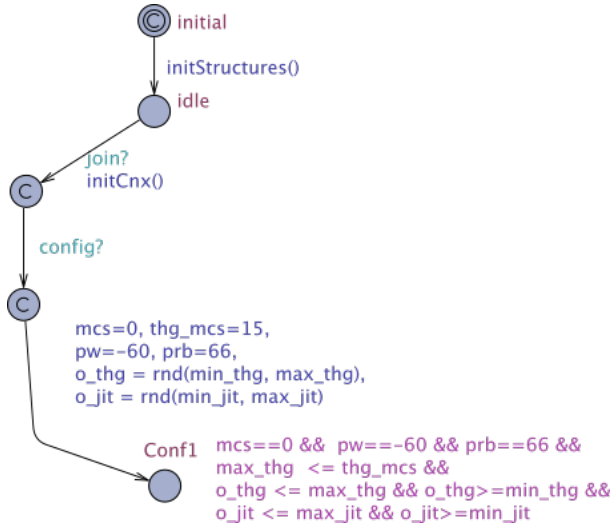 C initial
initStructures()
idle
join?
initCnx()
C
config?
C
mcs=0, thg_mcs=15,
pw=-60, prb=66,
o_thg = rnd(min_thg, max_thg),
o_jit = rnd(min_jit, max_jit)
Conf1
mcs==0 && pw==-60 && prb==66 &&
max_thg <= thg_mcs &&
o_thg <= max_thg && o_thg>=min_thg &&
o_jit <= max_jit && o_jit>=min_jit